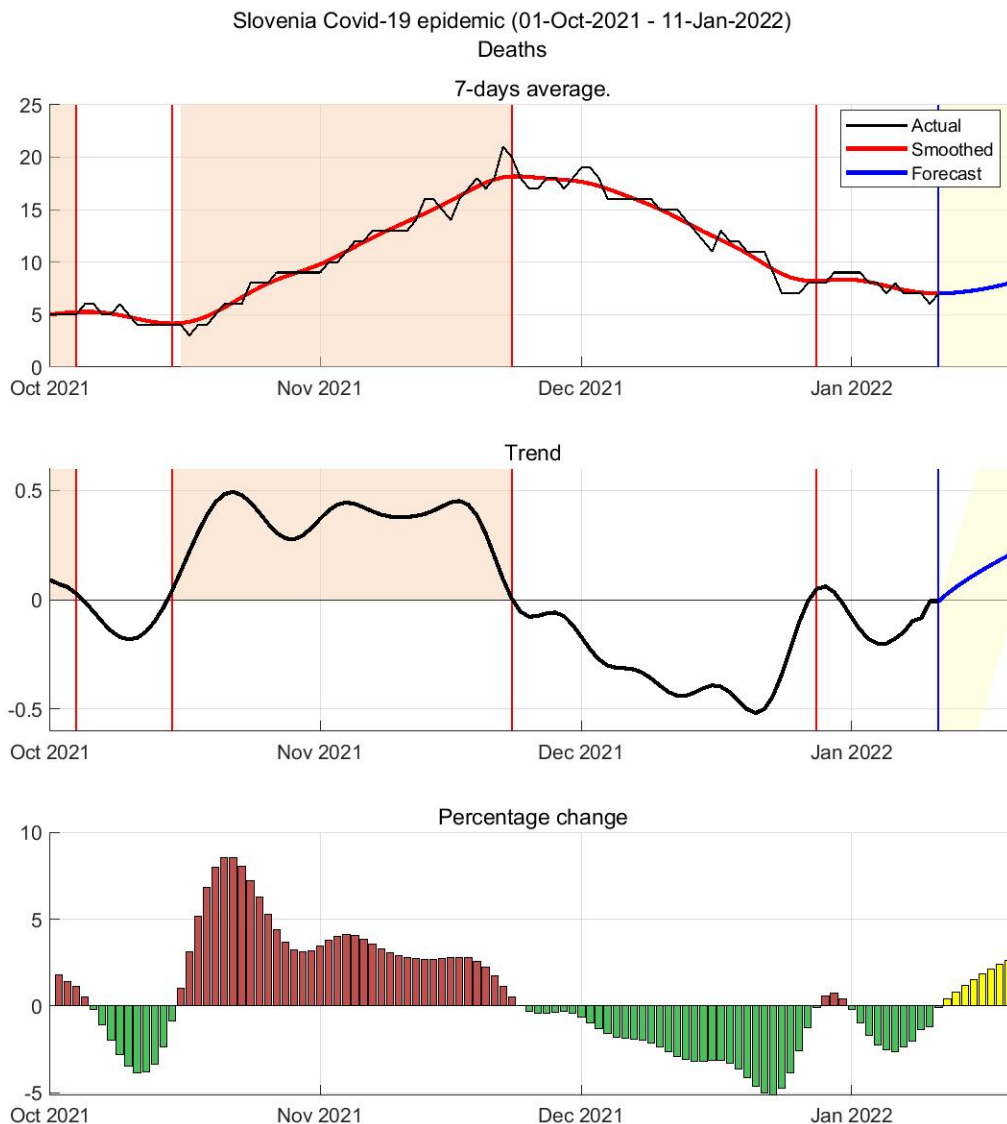 Slovenia Covid-19 epidemic (01-Oct-2021 - 11-Jan-2022)
Deaths
7-days average.
25
20
15
10
5
0
Actual
Smoothed
Forecast
Oct 2021 Nov 2021 Dec 2021 Jan 2022
Trend
0.5
0
-0.5
Oct 2021 Nov 2021 Dec 2021 Jan 2022
Percentage change
10
5
0
-5
Oct 2021 Nov 2021 Dec 2021 Jan 2022